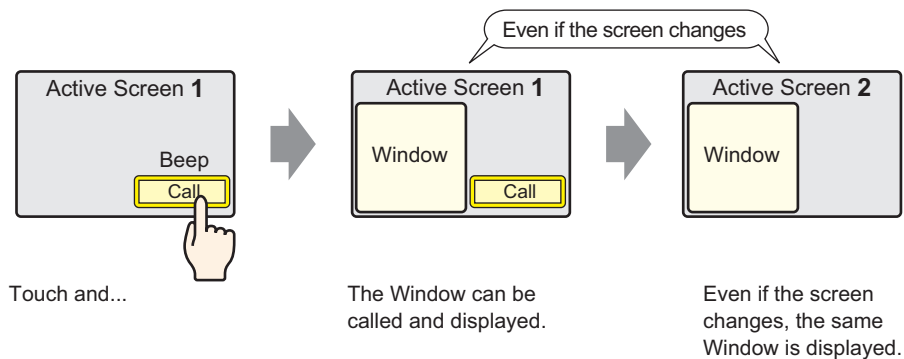 Even if the screen changes
Active Screen 1
Beep
Call
Active Screen 1
Window
Call
Active Screen 2
Window
Touch and...
The Window can be
called and displayed.
Even if the screen
changes, the same
Window is displayed.